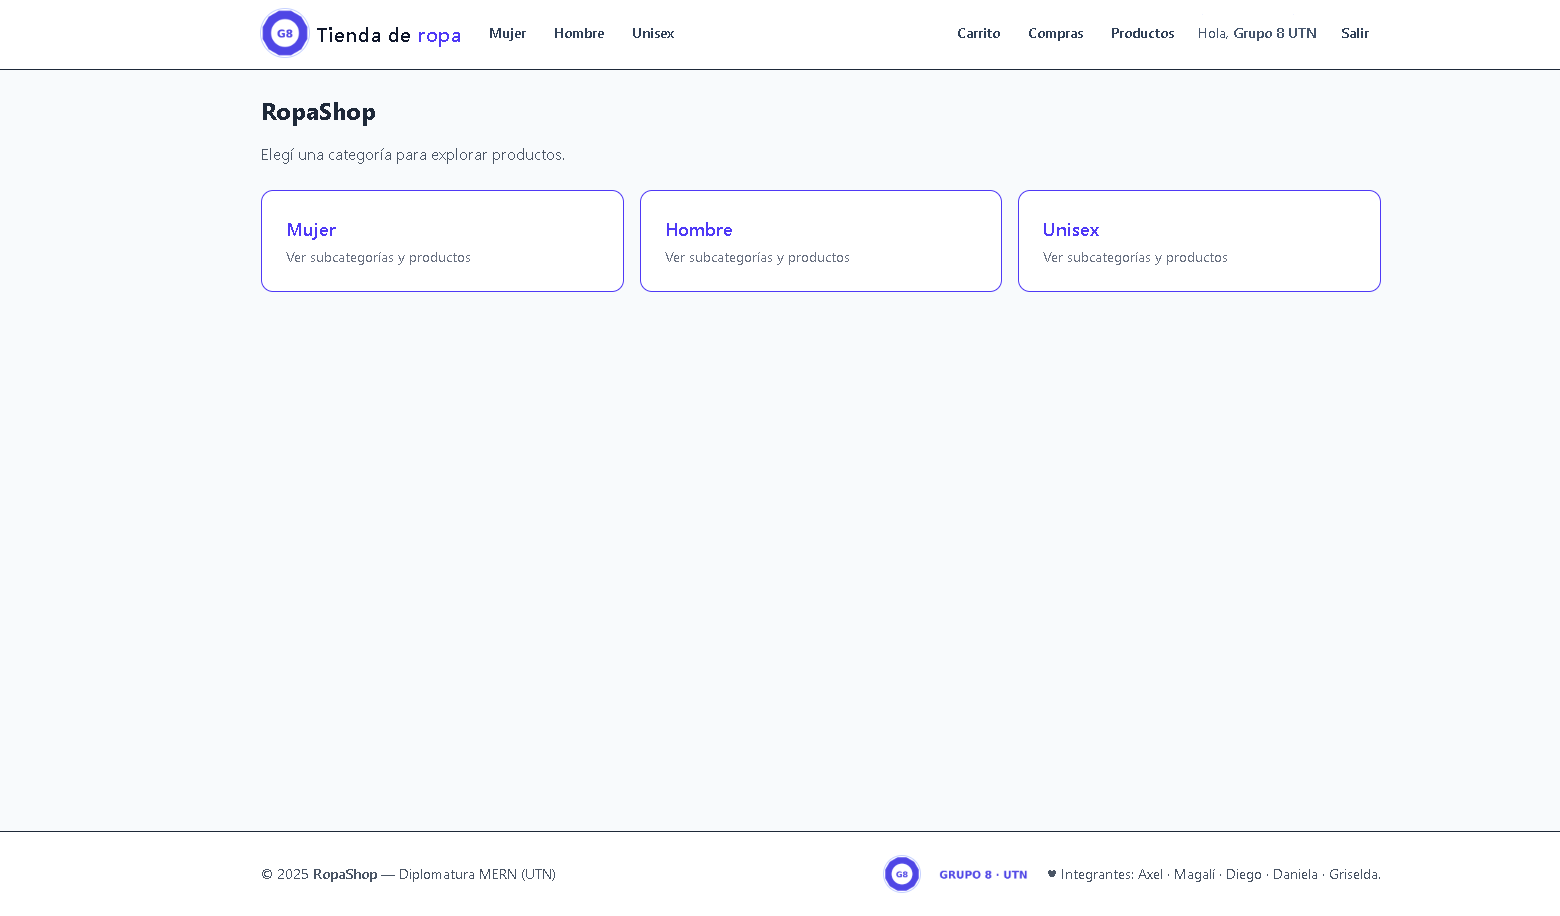 G8 Tienda de ropa Mujer Hombre Unisex Carrito Compras Productos Hola, Grupo 8 UTN Salir
RopaShop
Elegí una categoría para explorar productos.
Mujer
Ver subcategorías y productos
Hombre
Ver subcategorías y productos
Unisex
Ver subcategorías y productos
© 2025 RopaShop — Diplomatura MERN (UTN) G8 GRUPO 8 · UTN ♥ Integrantes: Axel · Magalí · Diego · Daniela · Griselda.